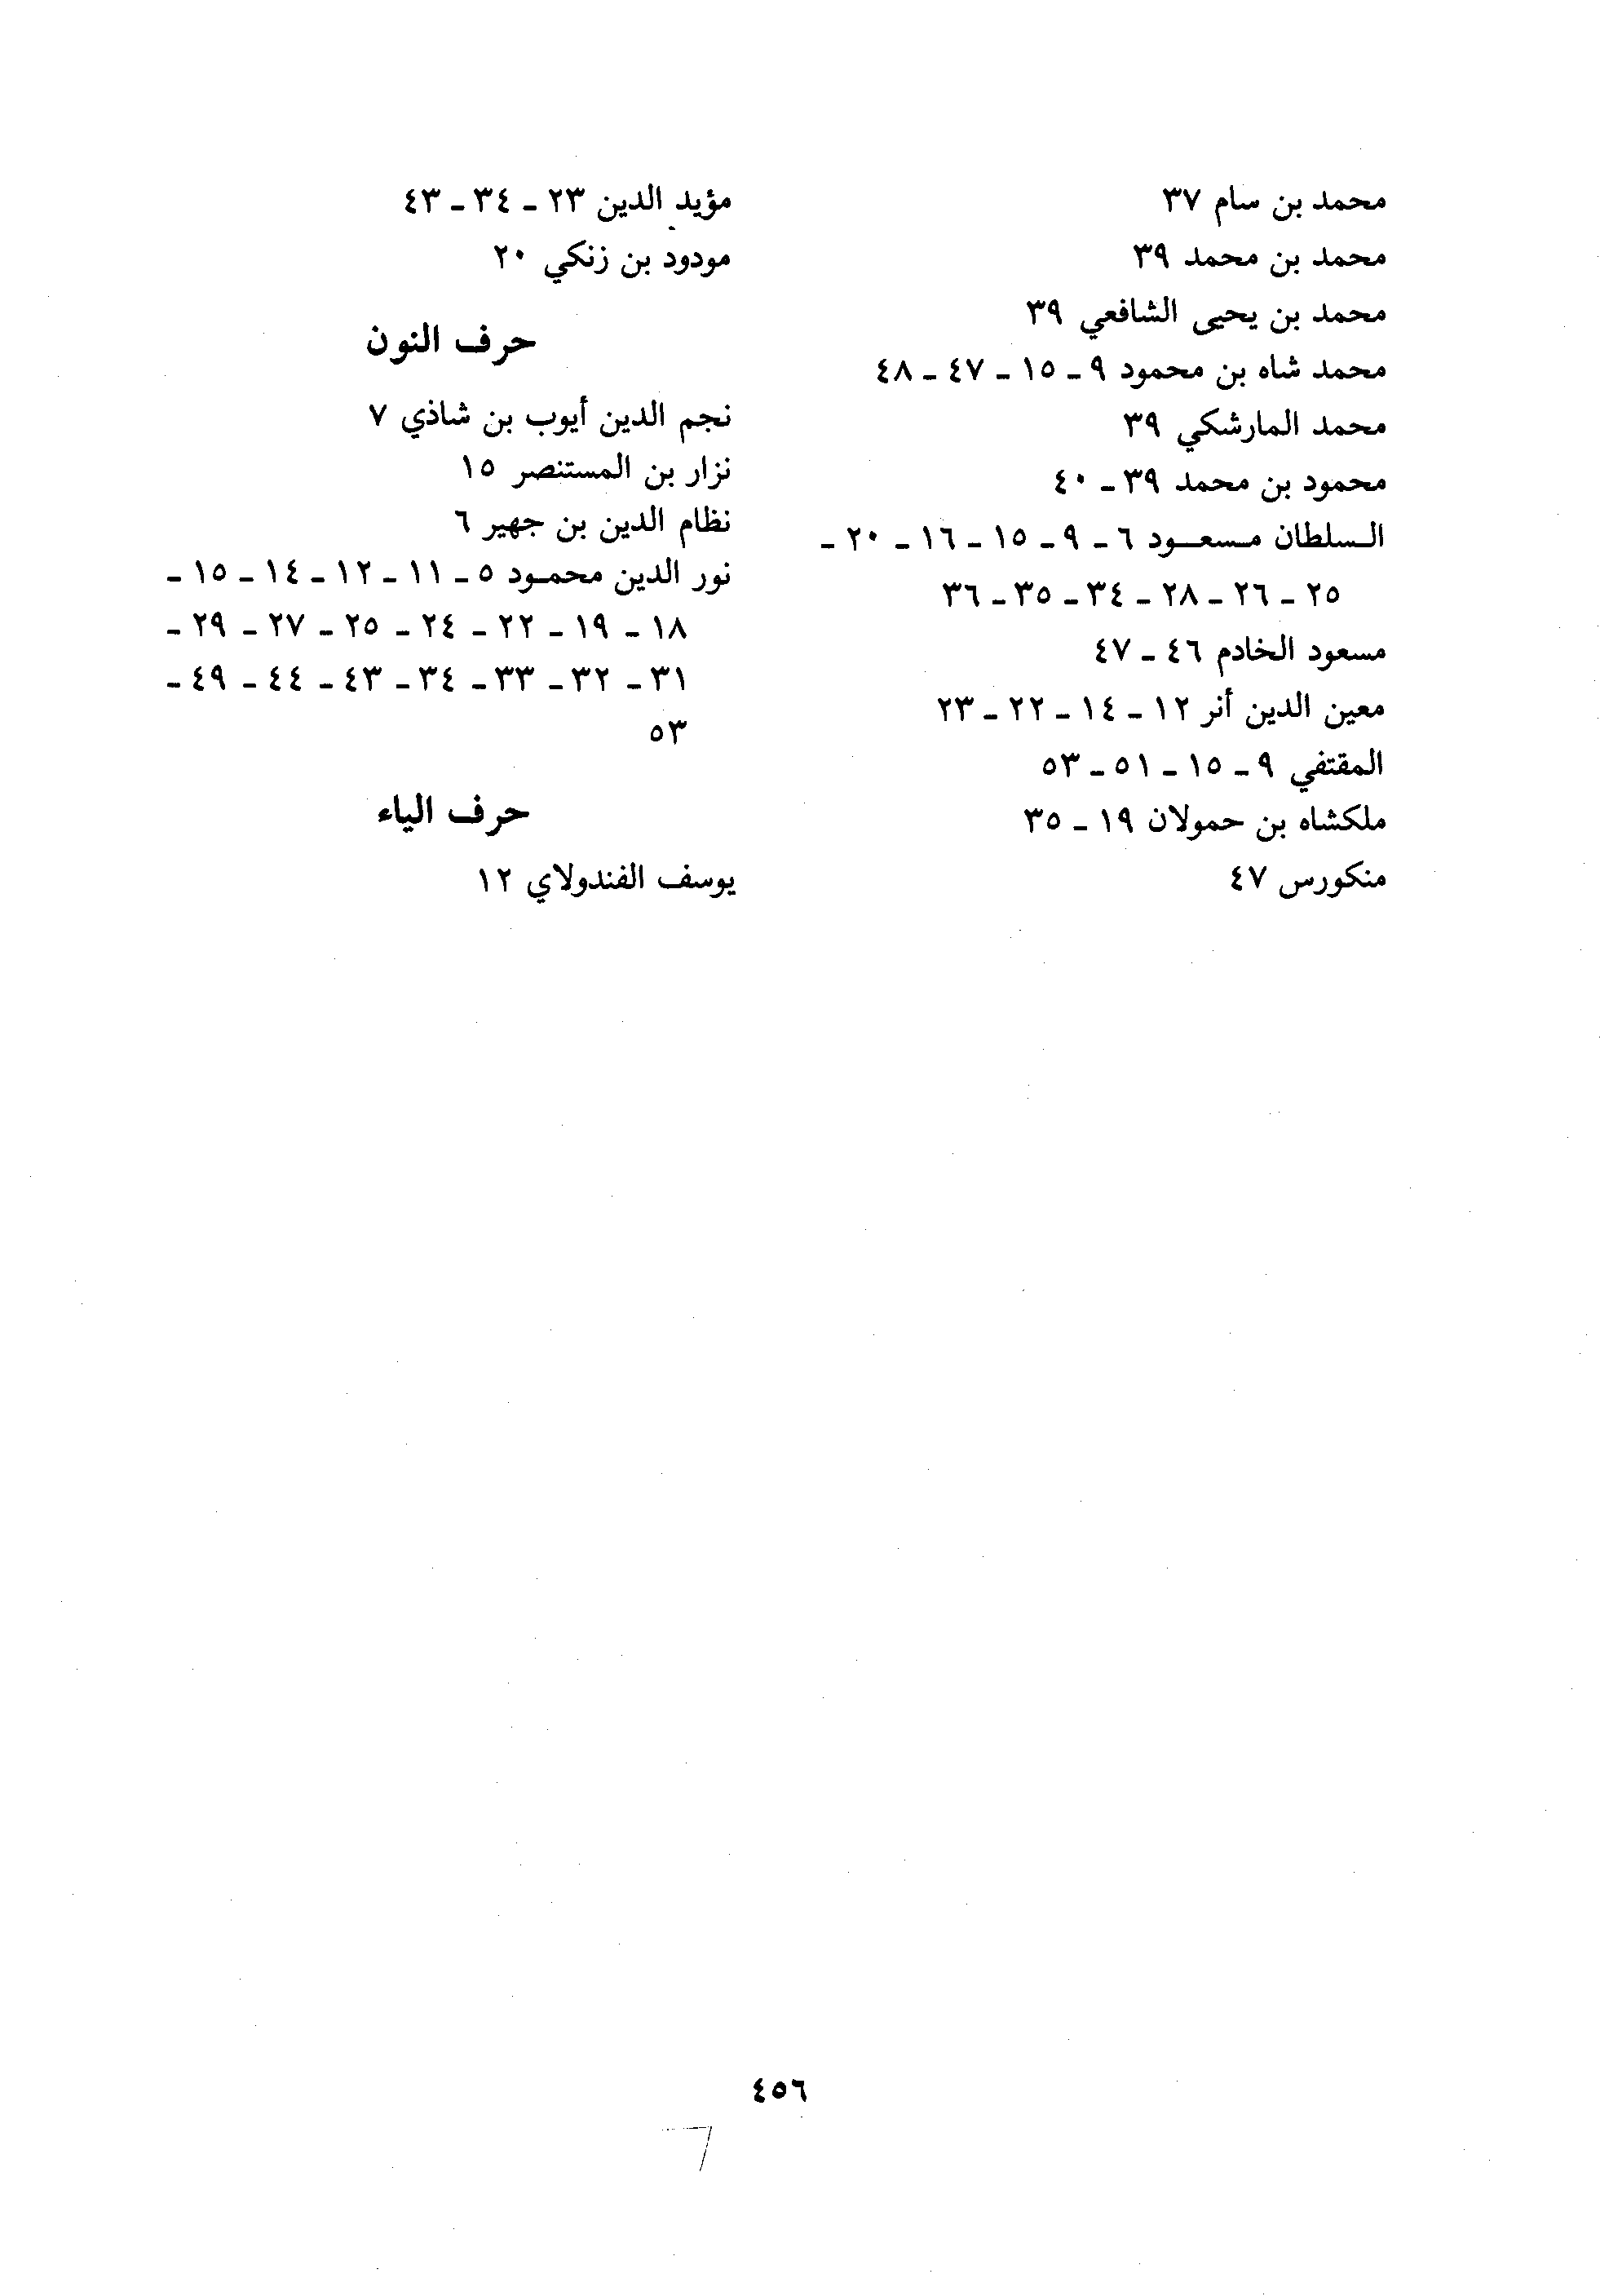 محمد بن سام ٣٧
محمد بن محمد ٣٩
محمد بن يحيى الشافعي ٣٩
محمد شاه بن محمود ٩ ـ ١٥ ـ ٤٧ ـ ٤٨
محمد المارشكي ٣٩
محمود بن محمد ٣٩ ـ ٤٠
السلطان مسعود ٦ ـ ٩ ـ ١٥ ـ ١٦ ـ ٢٠ ـ
٢٥ ـ ٢٦ ـ ٢٨ ـ ٣٤ ـ ٣٥ ـ ٣٦
مسعود الخادم ٤٦ ـ ٤٧
معين الدين أنر ١٢ ـ ١٤ ـ ٢٢ ـ ٢٣
المقتفي ٩ ـ ١٥ ـ ٥١ ـ ٥٣
ملكشاه بن حمولان ١٩ ـ ٣٥
منكورس ٤٧
مؤيد الدين ٢٣ ـ ٣٤ ـ ٤٣
مودود بن زنكي ٢٠
حرف النون
نجم الدين أيوب بن شاذي ٧
نزار بن المستنصر ١٥
نظام الدين بن جهير ٦
نور الدين محمود ٥ ـ ١١ ـ ١٢ ـ ١٤ ـ ١٥ ـ
١٨ ـ ١٩ ـ ٢٢ ـ ٢٤ ـ ٢٥ ـ ٢٧ ـ ٢٩ ـ
٣١ ـ ٣٢ ـ ٣٣ ـ ٣٤ ـ ٤٣ ـ ٤٤ ـ ٤٩ ـ
٥٣
حرف الياء
يوسف الفندولاي ١٢
٤٥٦